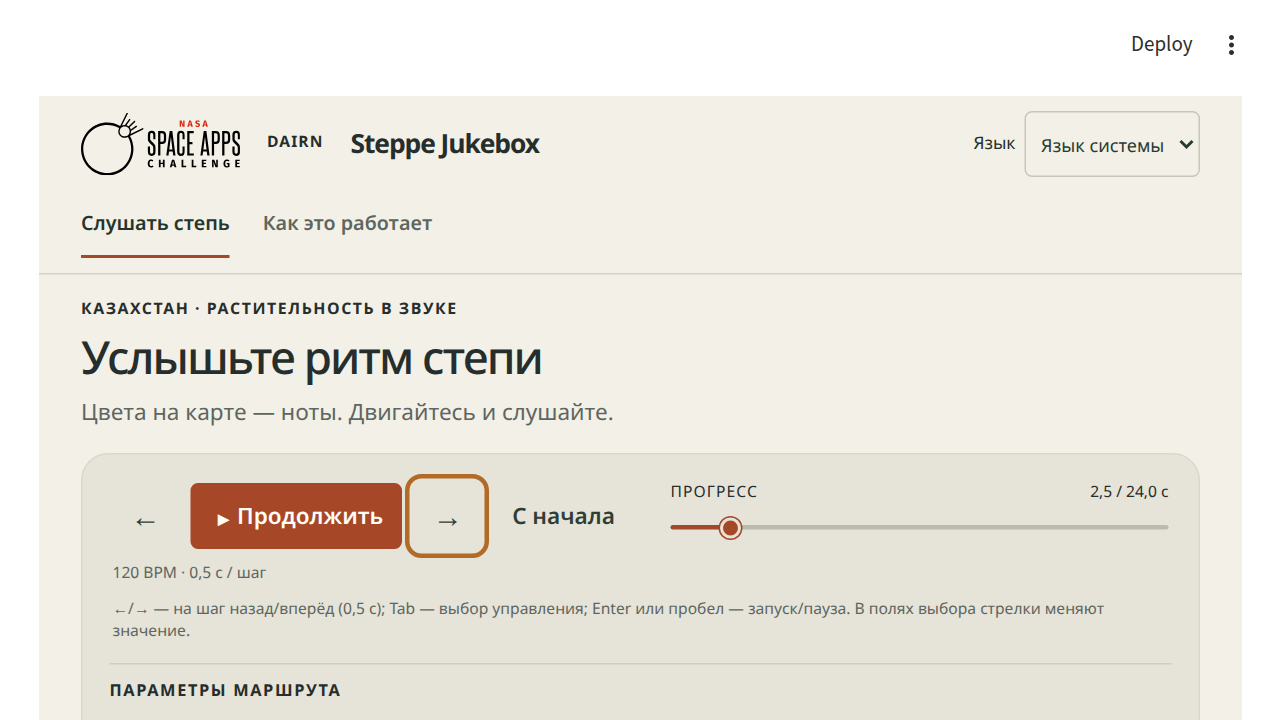 Deploy
NASA
SPACE APPS
CHALLENGE
DAIRN
Steppe Jukebox
Язык
Язык системы
Слушать степь
Как это работает
КАЗАХСТАН · РАСТИТЕЛЬНОСТЬ В ЗВУКЕ
Услышьте ритм степи
Цвета на карте — ноты. Двигайтесь и слушайте.
←
▶ Продолжить
→
С начала
ПРОГРЕСС
2,5 / 24,0 с
120 BPM · 0,5 с / шаг
←/→ — на шаг назад/вперёд (0,5 с); Tab — выбор управления; Enter или пробел — запуск/пауза. В полях выбора стрелки меняют
значение.
ПАРАМЕТРЫ МАРШРУТА